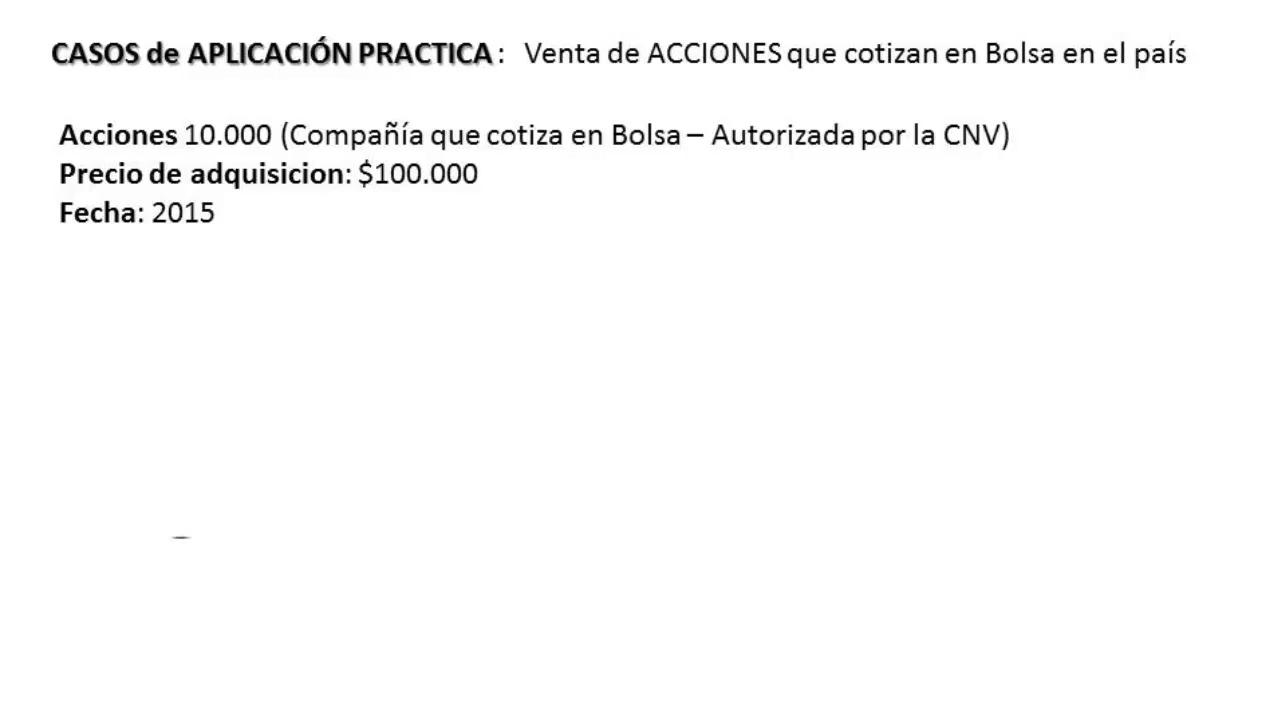 CASOS de APLICACIÓN PRACTICA : Venta de ACCIONES que cotizan en Bolsa en el país
Acciones 10.000 (Compañía que cotiza en Bolsa – Autorizada por la CNV)
Precio de adquisicion: $100.000
Fecha: 2015